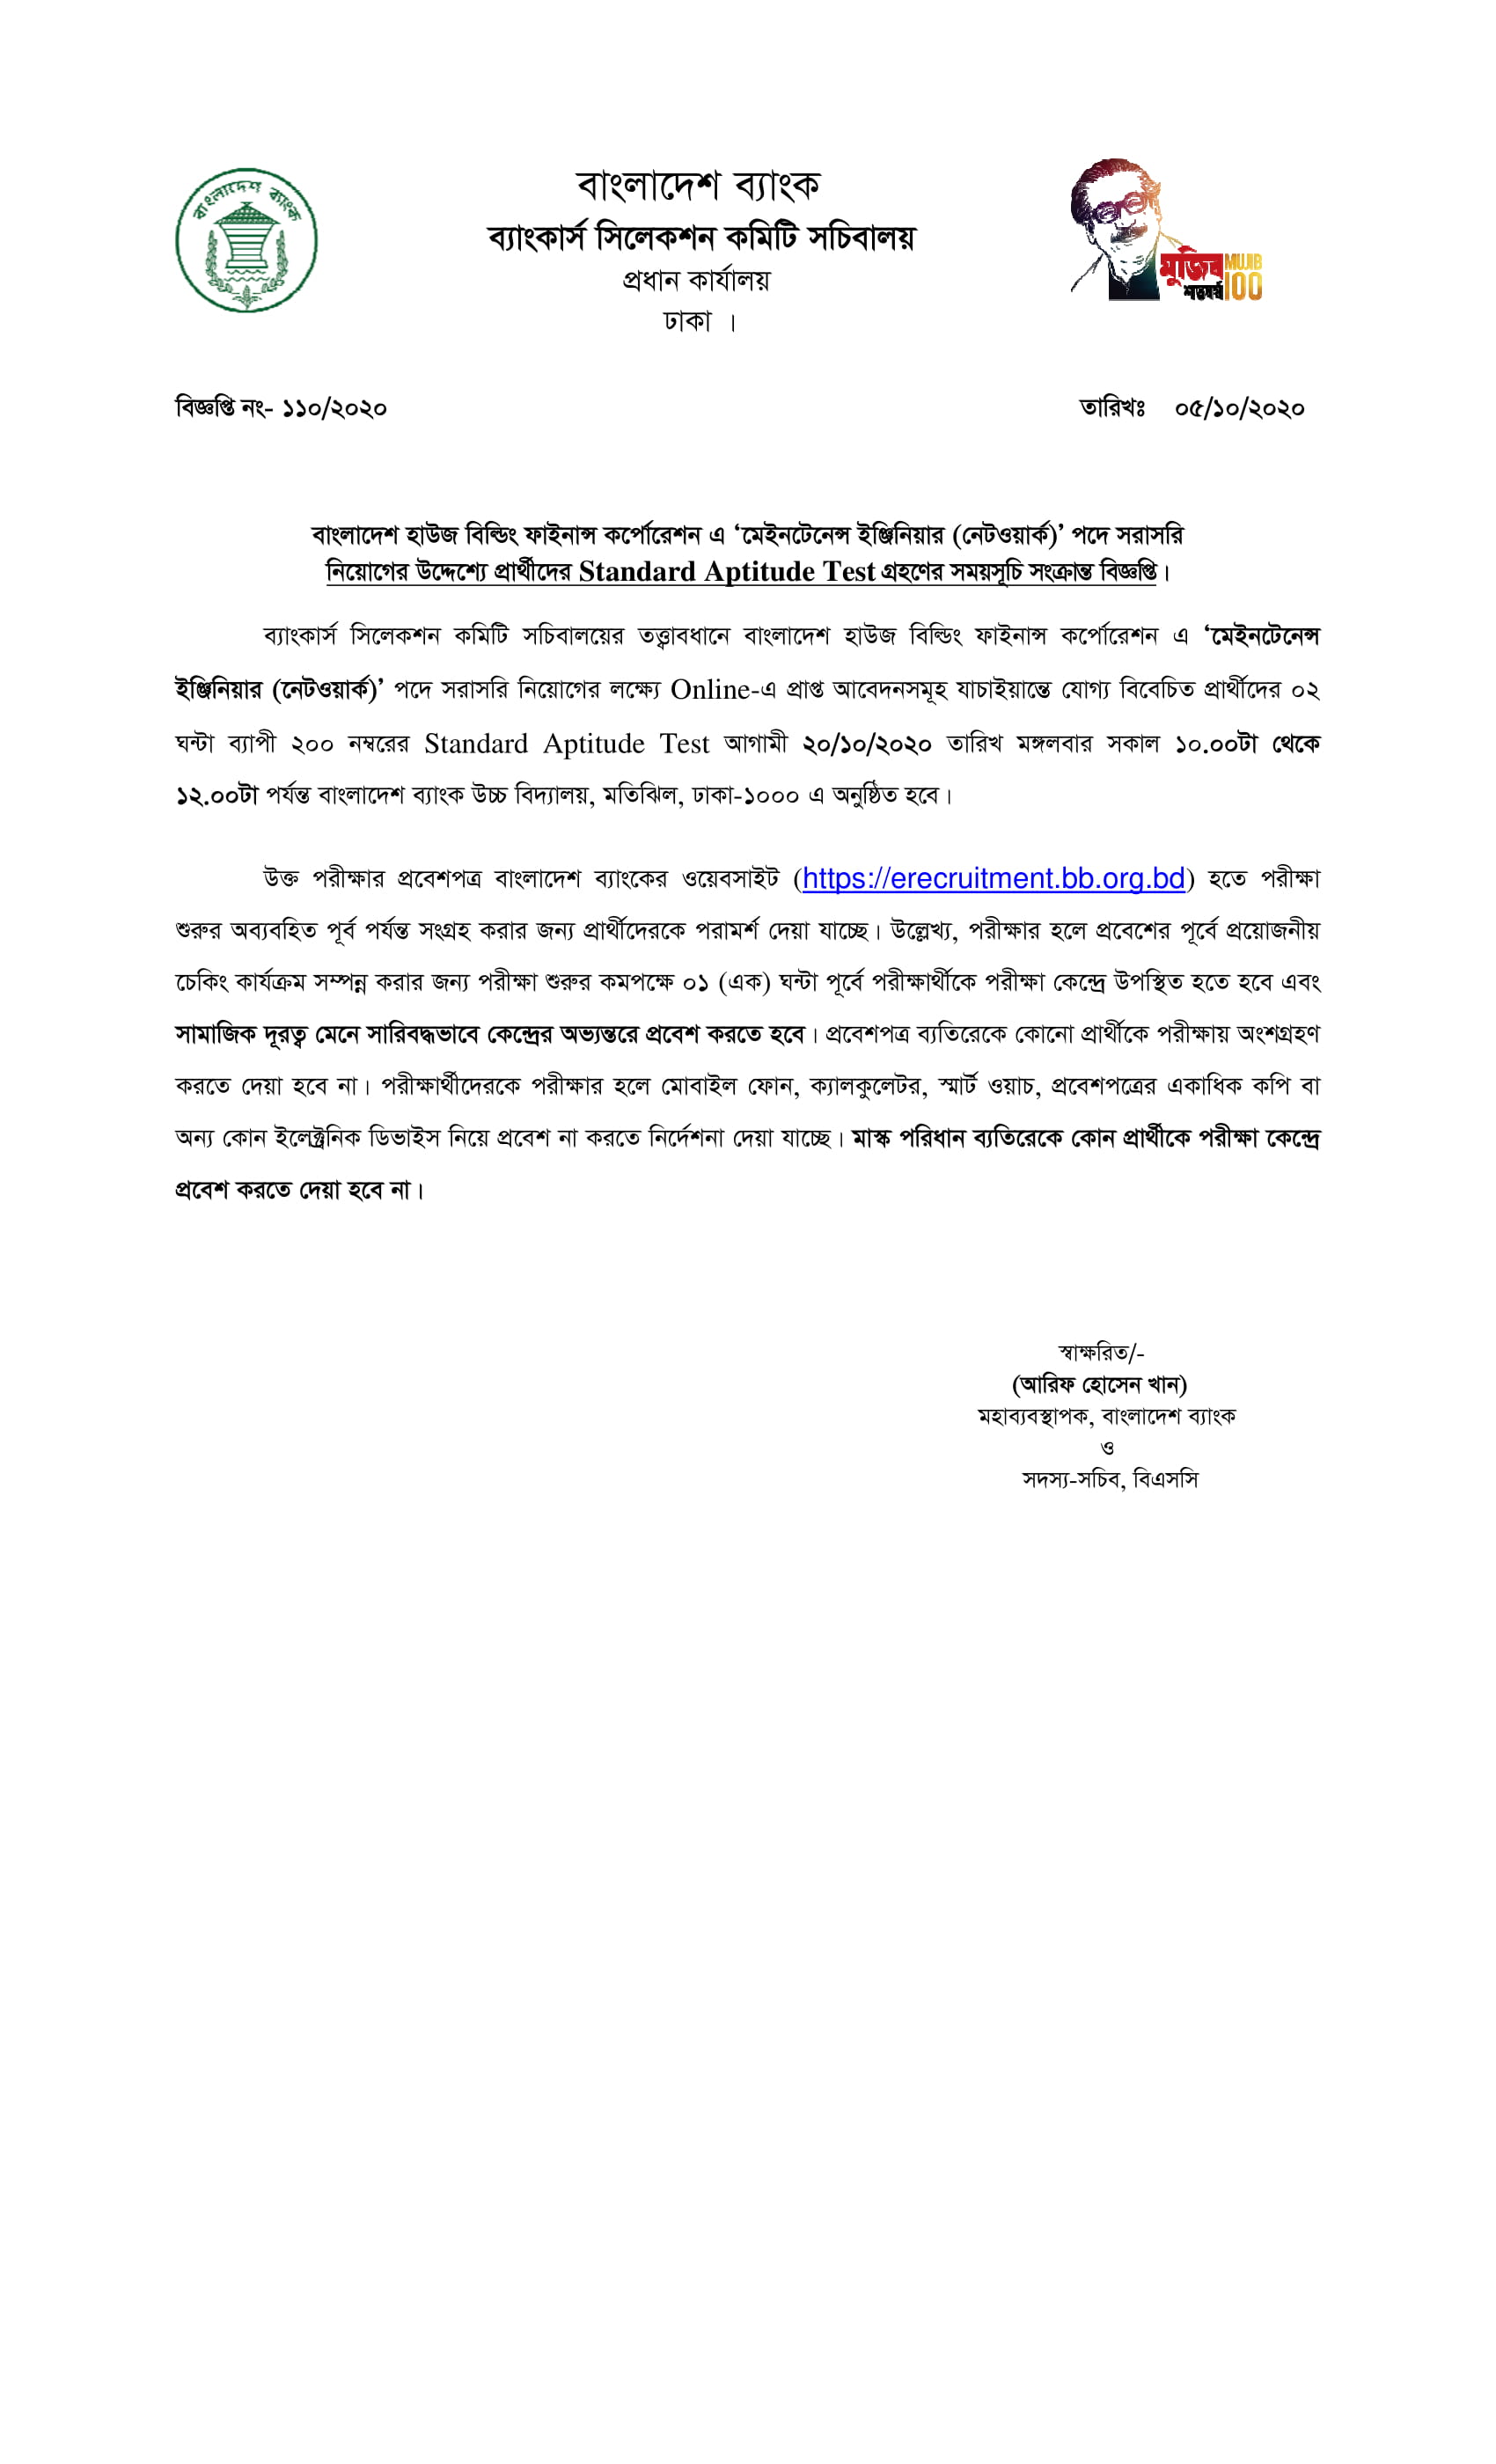 বাংলাদেশ ব্যাংক
বাংলাদেশ ব্যাংক
ব্যাংকার্স সিলেকশন কমিটি সচিবালয়
প্রধান কার্যালয়
ঢাকা ।
মুজিব MUJIB
শতবর্ষ 100
বিজ্ঞপ্তি নং- ১১০/২০২০ তারিখঃ ০৫/১০/২০২০
বাংলাদেশ হাউজ বিল্ডিং ফাইনান্স কর্পোরেশন এ ‘মেইনটেনেন্স ইঞ্জিনিয়ার (নেটওয়ার্ক)’ পদে সরাসরি
নিয়োগের উদ্দেশ্যে প্রার্থীদের Standard Aptitude Test গ্রহণের সময়সূচি সংক্রান্ত বিজ্ঞপ্তি।
ব্যাংকার্স সিলেকশন কমিটি সচিবালয়ের তত্ত্বাবধানে বাংলাদেশ হাউজ বিল্ডিং ফাইনান্স কর্পোরেশন এ ‘মেইনটেনেন্স
ইঞ্জিনিয়ার (নেটওয়ার্ক)’ পদে সরাসরি নিয়োগের লক্ষ্যে Online-এ প্রাপ্ত আবেদনসমূহ যাচাইয়ান্তে যোগ্য বিবেচিত প্রার্থীদের ০২
ঘন্টা ব্যাপী ২০০ নম্বরের Standard Aptitude Test আগামী ২০/১০/২০২০ তারিখ মঙ্গলবার সকাল ১০.০০টা থেকে
১২.০০টা পর্যন্ত বাংলাদেশ ব্যাংক উচ্চ বিদ্যালয়, মতিঝিল, ঢাকা-১০০০ এ অনুষ্ঠিত হবে।
উক্ত পরীক্ষার প্রবেশপত্র বাংলাদেশ ব্যাংকের ওয়েবসাইট (https://erecruitment.bb.org.bd) হতে পরীক্ষা
শুরুর অব্যবহিত পূর্ব পর্যন্ত সংগ্রহ করার জন্য প্রার্থীদেরকে পরামর্শ দেয়া যাচ্ছে। উল্লেখ্য, পরীক্ষার হলে প্রবেশের পূর্বে প্রয়োজনীয়
চেকিং কার্যক্রম সম্পন্ন করার জন্য পরীক্ষা শুরুর কমপক্ষে ০১ (এক) ঘন্টা পূর্বে পরীক্ষার্থীকে পরীক্ষা কেন্দ্রে উপস্থিত হতে হবে এবং
সামাজিক দূরত্ব মেনে সারিবদ্ধভাবে কেন্দ্রের অভ্যন্তরে প্রবেশ করতে হবে। প্রবেশপত্র ব্যতিরেকে কোনো প্রার্থীকে পরীক্ষায় অংশগ্রহণ
করতে দেয়া হবে না। পরীক্ষার্থীদেরকে পরীক্ষার হলে মোবাইল ফোন, ক্যালকুলেটর, স্মার্ট ওয়াচ, প্রবেশপত্রের একাধিক কপি বা
অন্য কোন ইলেক্ট্রনিক ডিভাইস নিয়ে প্রবেশ না করতে নির্দেশনা দেয়া যাচ্ছে। মাস্ক পরিধান ব্যতিরেকে কোন প্রার্থীকে পরীক্ষা কেন্দ্রে
প্রবেশ করতে দেয়া হবে না।
স্বাক্ষরিত/-
(আরিফ হোসেন খান)
মহাব্যবস্থাপক, বাংলাদেশ ব্যাংক
ও
সদস্য-সচিব, বিএসসি